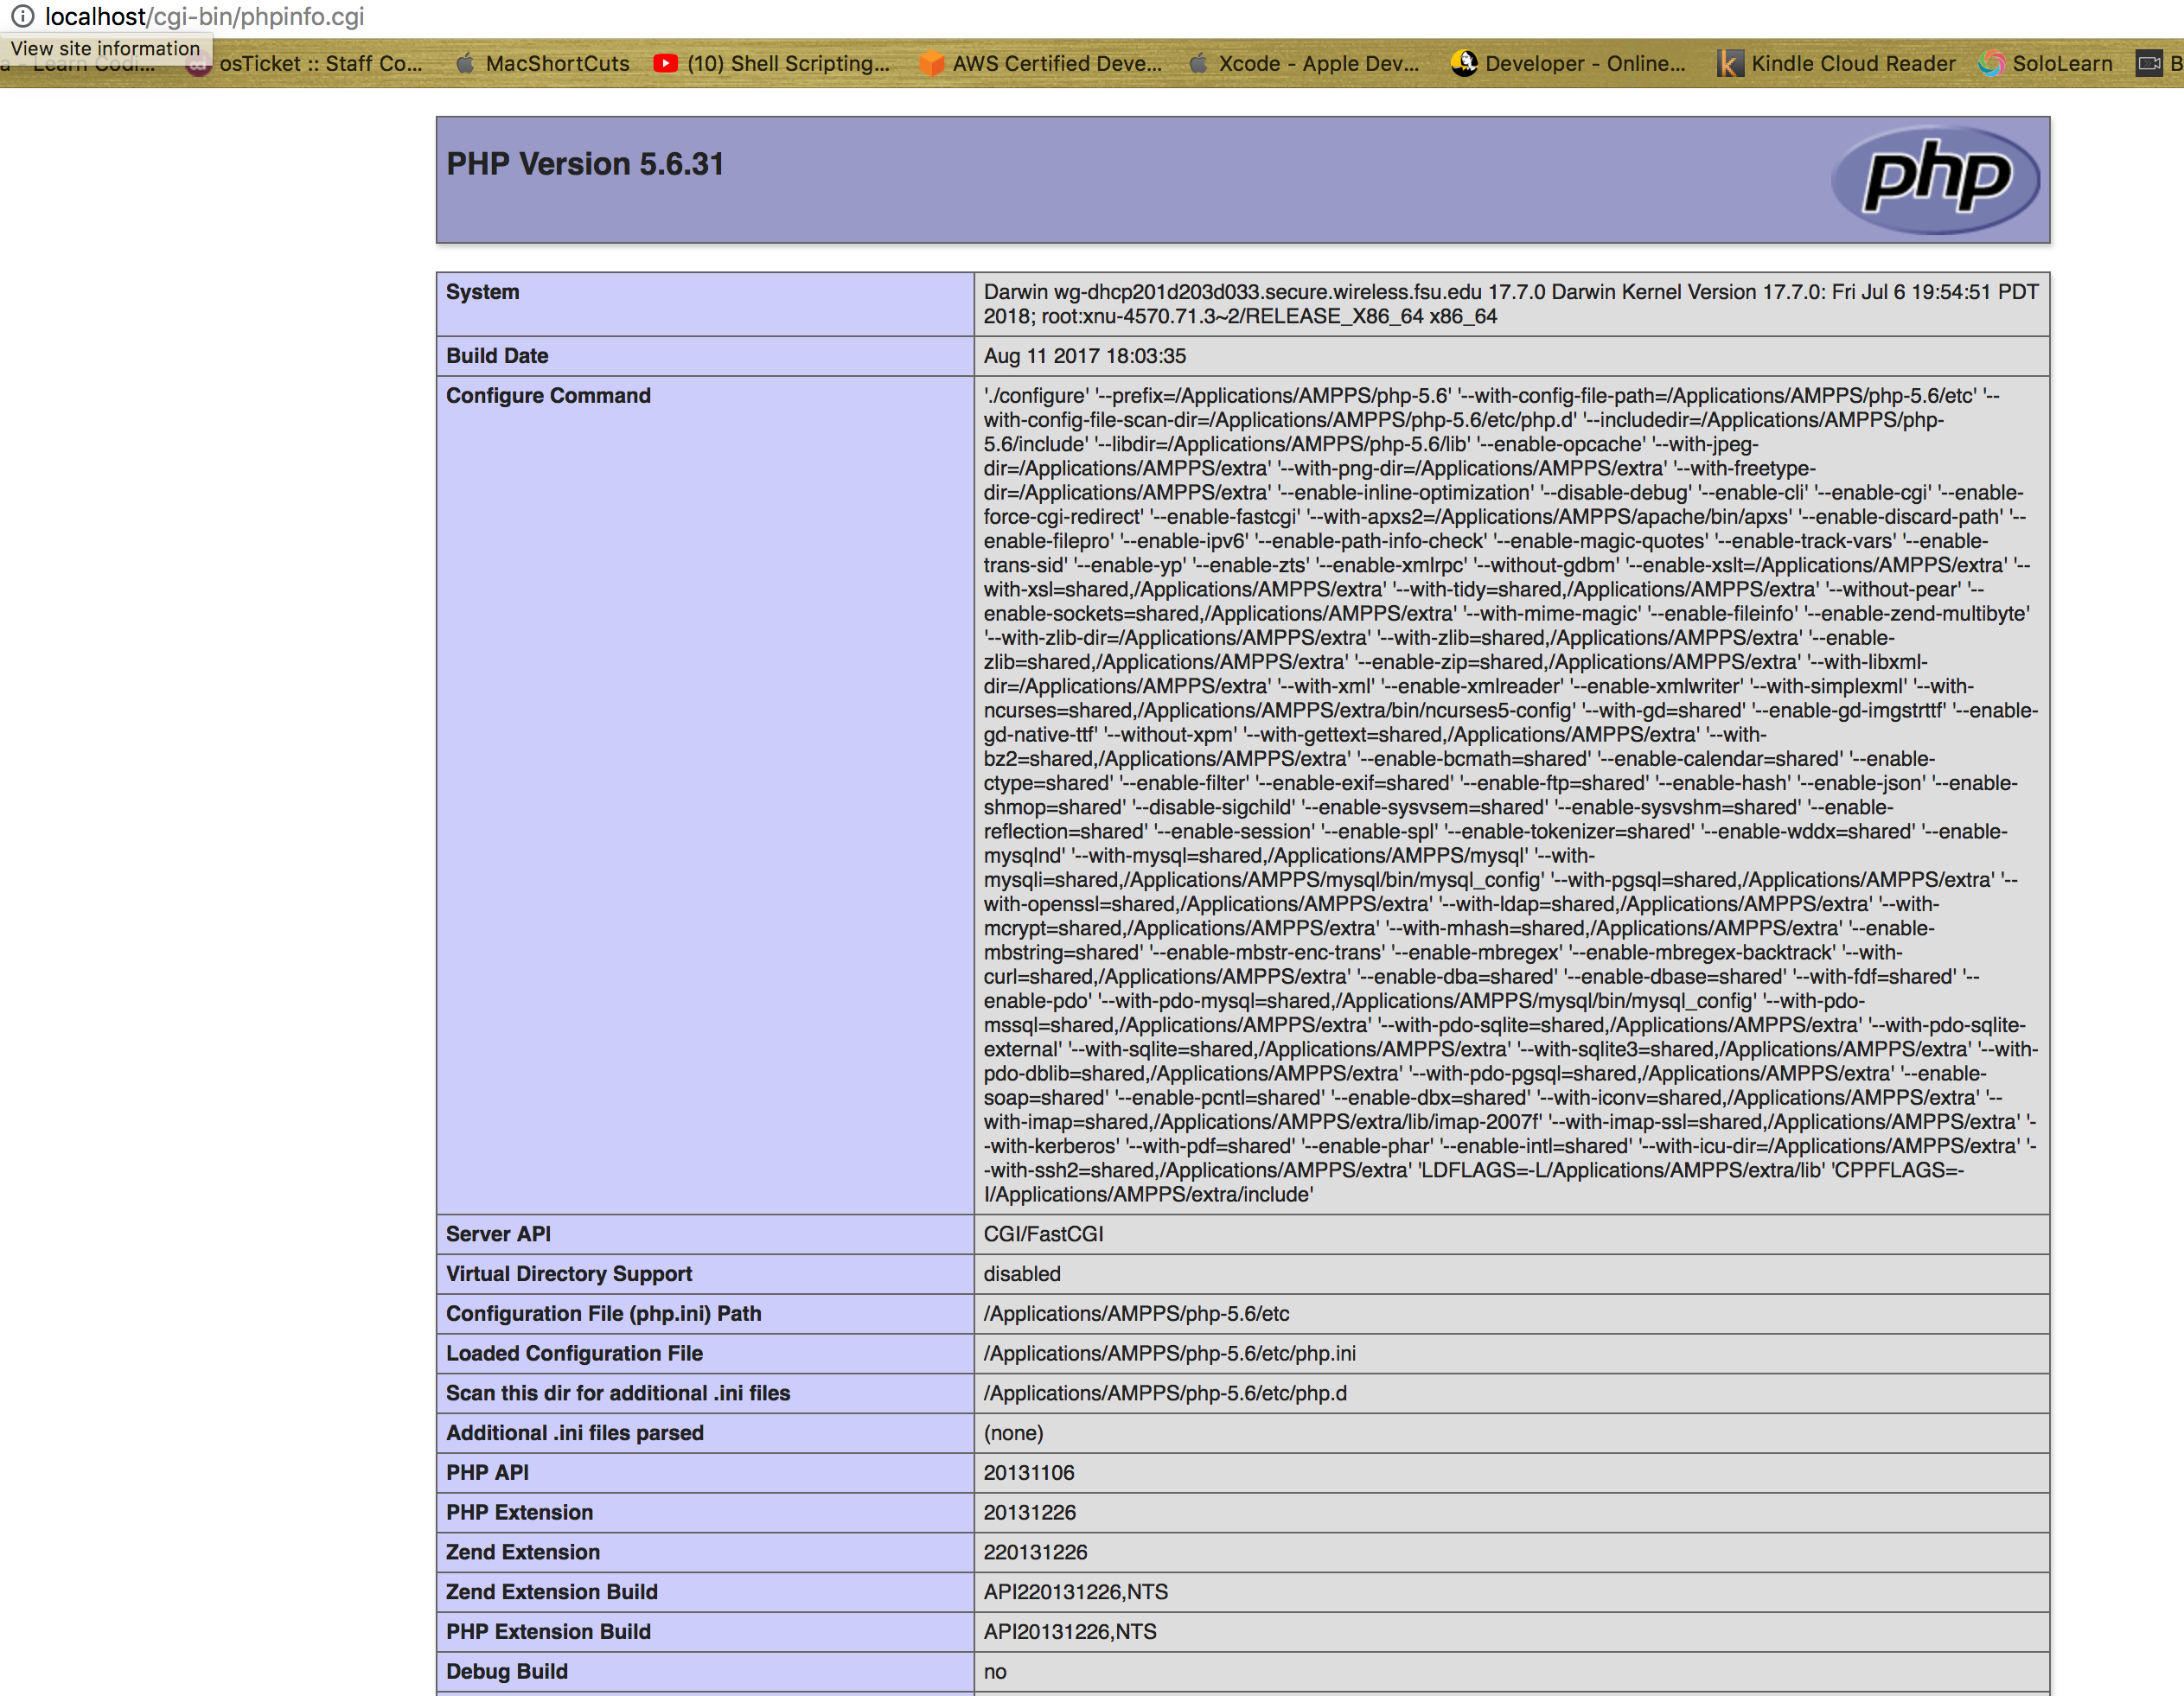 localhost/cgi-bin/phpinfo.cgi
View site information
osTicket :: Staff Co... MacShortCuts (10) Shell Scripting... AWS Certified Deve... Xcode - Apple Dev... Developer - Online... Kindle Cloud Reader SoloLearn B
PHP Version 5.6.31
php
System
Darwin wg-dhcp201d203d033.secure.wireless.fsu.edu 17.7.0 Darwin Kernel Version 17.7.0: Fri Jul 6 19:54:51 PDT
2018; root:xnu-4570.71.3~2/RELEASE_X86_64 x86_64
Build Date
Aug 11 2017 18:03:35
Configure Command
'./configure' '--prefix=/Applications/AMPPS/php-5.6' '--with-config-file-path=/Applications/AMPPS/php-5.6/etc' '--
with-config-file-scan-dir=/Applications/AMPPS/php-5.6/etc/php.d' '--includedir=/Applications/AMPPS/php-
5.6/include' '--libdir=/Applications/AMPPS/php-5.6/lib' '--enable-opcache' '--with-jpeg-
dir=/Applications/AMPPS/extra' '--with-png-dir=/Applications/AMPPS/extra' '--with-freetype-
dir=/Applications/AMPPS/extra' '--enable-inline-optimization' '--disable-debug' '--enable-cli' '--enable-cgi' '--enable-
force-cgi-redirect' '--enable-fastcgi' '--with-apxs2=/Applications/AMPPS/apache/bin/apxs' '--enable-discard-path' '--
enable-filepro' '--enable-ipv6' '--enable-path-info-check' '--enable-magic-quotes' '--enable-track-vars' '--enable-
trans-sid' '--enable-yp' '--enable-zts' '--enable-xmlrpc' '--without-gdbm' '--enable-xslt=/Applications/AMPPS/extra' '--
with-xsl=shared,/Applications/AMPPS/extra' '--with-tidy=shared,/Applications/AMPPS/extra' '--without-pear' '--
enable-sockets=shared,/Applications/AMPPS/extra' '--with-mime-magic' '--enable-fileinfo' '--enable-zend-multibyte'
'--with-zlib-dir=/Applications/AMPPS/extra' '--with-zlib=shared,/Applications/AMPPS/extra' '--enable-
zlib=shared,/Applications/AMPPS/extra' '--enable-zip=shared,/Applications/AMPPS/extra' '--with-libxml-
dir=/Applications/AMPPS/extra' '--with-xml' '--enable-xmlreader' '--enable-xmlwriter' '--with-simplexml' '--with-
ncurses=shared,/Applications/AMPPS/extra/bin/ncurses5-config' '--with-gd=shared' '--enable-gd-imgstrttf' '--enable-
gd-native-ttf' '--without-xpm' '--with-gettext=shared,/Applications/AMPPS/extra' '--with-
bz2=shared,/Applications/AMPPS/extra' '--enable-bcmath=shared' '--enable-calendar=shared' '--enable-
ctype=shared' '--enable-filter' '--enable-exif=shared' '--enable-ftp=shared' '--enable-hash' '--enable-json' '--enable-
shmop=shared' '--disable-sigchild' '--enable-sysvsem=shared' '--enable-sysvshm=shared' '--enable-
reflection=shared' '--enable-session' '--enable-spl' '--enable-tokenizer=shared' '--enable-wddx=shared' '--enable-
mysqlnd' '--with-mysql=shared,/Applications/AMPPS/mysql' '--with-
mysqli=shared,/Applications/AMPPS/mysql/bin/mysql_config' '--with-pgsql=shared,/Applications/AMPPS/extra' '--
with-openssl=shared,/Applications/AMPPS/extra' '--with-ldap=shared,/Applications/AMPPS/extra' '--with-
mcrypt=shared,/Applications/AMPPS/extra' '--with-mhash=shared,/Applications/AMPPS/extra' '--enable-
mbstring=shared' '--enable-mbstr-enc-trans' '--enable-mbregex' '--enable-mbregex-backtrack' '--with-
curl=shared,/Applications/AMPPS/extra' '--enable-dba=shared' '--enable-dbase=shared' '--with-fdf=shared' '--
enable-pdo' '--with-pdo-mysql=shared,/Applications/AMPPS/mysql/bin/mysql_config' '--with-pdo-
mssql=shared,/Applications/AMPPS/extra' '--with-pdo-sqlite=shared,/Applications/AMPPS/extra' '--with-pdo-sqlite-
external' '--with-sqlite=shared,/Applications/AMPPS/extra' '--with-sqlite3=shared,/Applications/AMPPS/extra' '--with-
pdo-dblib=shared,/Applications/AMPPS/extra' '--with-pdo-pgsql=shared,/Applications/AMPPS/extra' '--enable-
soap=shared' '--enable-pcntl=shared' '--enable-dbx=shared' '--with-iconv=shared,/Applications/AMPPS/extra' '--
with-imap=shared,/Applications/AMPPS/extra/lib/imap-2007f' '--with-imap-ssl=shared,/Applications/AMPPS/extra' '-
-with-kerberos' '--with-pdf=shared' '--enable-phar' '--enable-intl=shared' '--with-icu-dir=/Applications/AMPPS/extra' '-
-with-ssh2=shared,/Applications/AMPPS/extra' 'LDFLAGS=-L/Applications/AMPPS/extra/lib' 'CPPFLAGS=-
I/Applications/AMPPS/extra/include'
Server API
CGI/FastCGI
Virtual Directory Support
disabled
Configuration File (php.ini) Path
/Applications/AMPPS/php-5.6/etc
Loaded Configuration File
/Applications/AMPPS/php-5.6/etc/php.ini
Scan this dir for additional .ini files
/Applications/AMPPS/php-5.6/etc/php.d
Additional .ini files parsed
(none)
PHP API
20131106
PHP Extension
20131226
Zend Extension
220131226
Zend Extension Build
API220131226,NTS
PHP Extension Build
API20131226,NTS
Debug Build
no